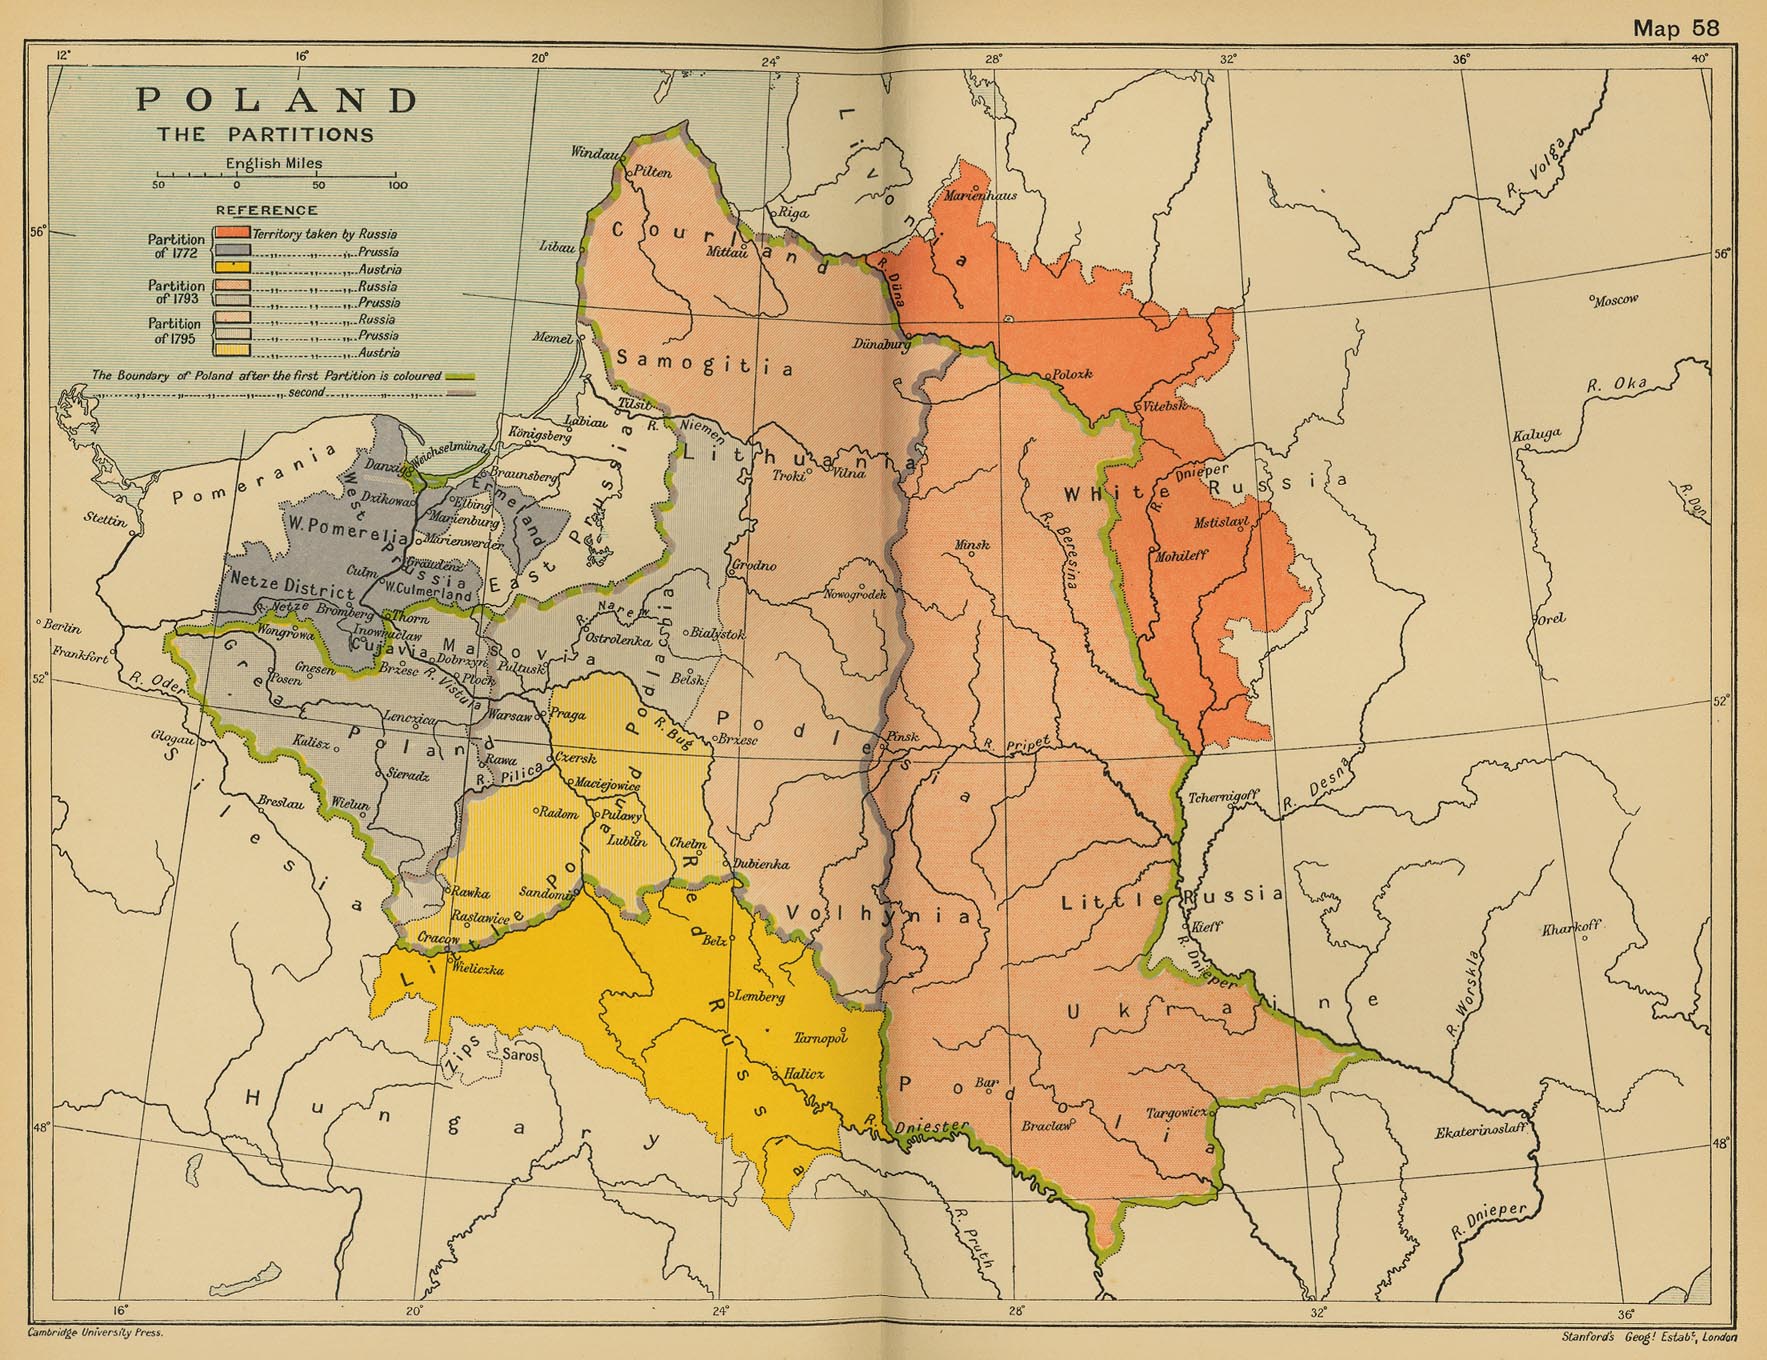 Map 58
12° 16° 20° 24° 28° 32° 36° 40°
POLAND
THE PARTITIONS
English Miles
50 0 50 100
REFERENCE
Partition of 1772
Territory taken by Russia
" " " Prussia
" " " Austria
Partition of 1793
" " " Russia
" " " Prussia
Partition of 1795
" " " Russia
" " " Prussia
" " " Austria
The Boundary of Poland after the first Partition is coloured
" " " second " "
56°
56°
52°
52°
48°
48°
Windau
Pilten
Riga
Livonia
Marienhaus
R. Volga
Courland
Libau
Mittau
R. Düna
Moscow
Memel
Samogitia
Dünaburg
Polozk
Vitebsk
R. Oka
Kaluga
Tilsit
Labiau
R. Niemen
Königsberg
Lithuania
Troki
Vilna
Pomerania
Danzig
Weichselmünde
Braunsberg
Ermeland
Stettin
Dzikowa
Elbing
Marienburg
W. Pomerelia
West Prussia
Marienwerder
East Prussia
Graudenz
Culm
W. Culmerland
Netze District
R. Netze
Bromberg
Thorn
White Russia
R. Dnieper
R. Don
Mstislavl
Mohileff
R. Beresina
Minsk
Grodno
Nowogrodek
Orel
Berlin
Frankfort
R. Oder
Wongrowa
Inowraclaw
Cujavia
Masovia
R. Narew
Ostrolenka
Bialystok
Podlachia
Gnesen
Posen
Brzesc
Dobrzyn
Plock
Pultusk
R. Vistula
Belsk
Great Poland
Lenczica
Warsaw
Praga
R. Bug
Brzesc
Podlesia
Pinsk
R. Pripet
Glogau
Kalisz
Sieradz
Rawa
R. Pilica
Czersk
Maciejowice
Silesia
Breslau
Wielun
Radom
Pulawy
Lublin
Chelm
Dubienka
Tchernigoff
R. Desna
Rawka
Sandomir
Raslawice
Cracow
Wieliczka
Little Poland
Red Russia
Belz
Volhynia
Little Russia
Kieff
R. Dnieper
Kharkoff
R. Worskla
Lemberg
Tarnopol
Halicz
Ukraine
Zips
Saros
Hungary
Podolia
Bar
Braclaw
Targowicz
R. Dniester
Ekaterinoslaff
R. Dnieper
R. Pruth
16° 20° 24° 28° 32° 36°
Cambridge University Press.
Stanford's Geogl. Estabt., London